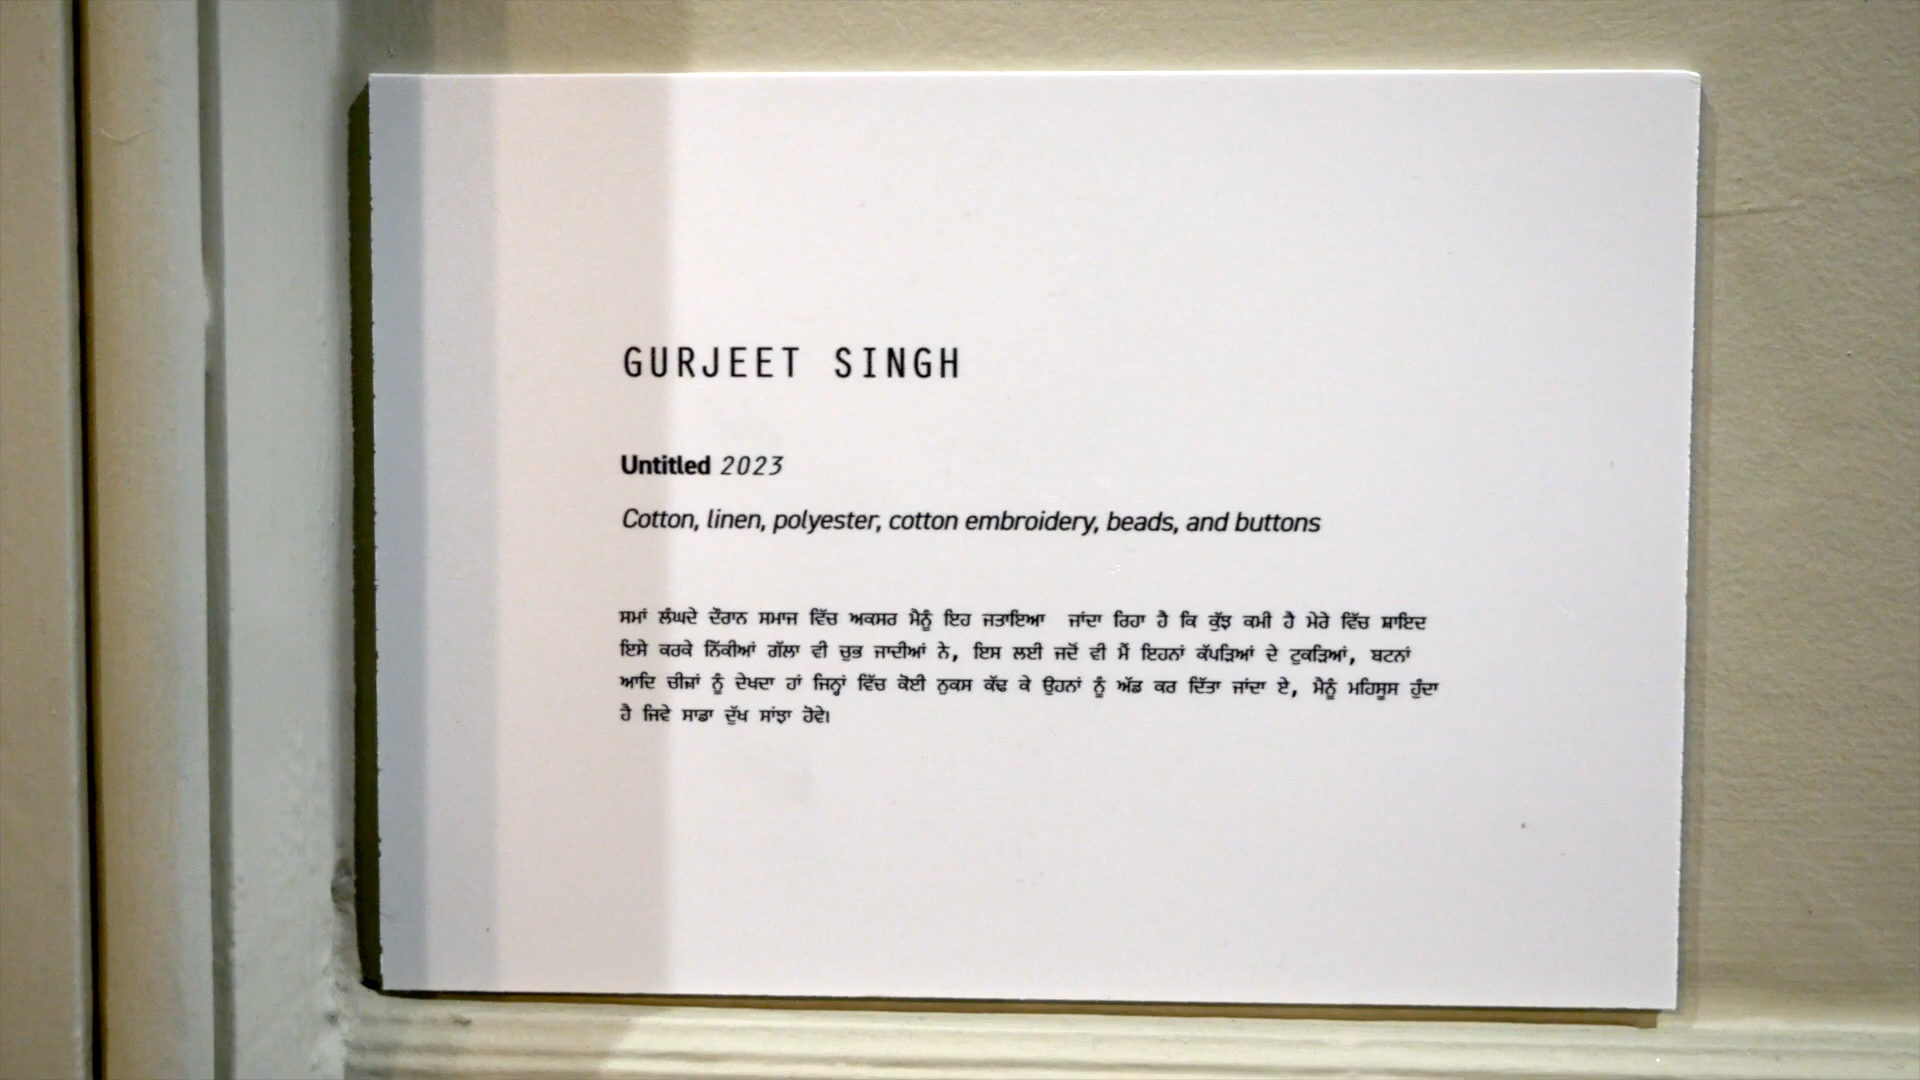 GURJEET SINGH
Untitled 2023
Cotton, linen, polyester, cotton embroidery, beads, and buttons
ਸਮਾਂ ਲੰਘਦੇ ਦੌਰਾਨ ਸਮਾਜ ਵਿੱਚ ਅਕਸਰ ਮੈਨੂੰ ਇਹ ਜਤਾਇਆ ਜਾਂਦਾ ਰਿਹਾ ਹੈ ਕਿ ਕੁੱਝ ਕਮੀ ਹੈ ਮੇਰੇ ਵਿੱਚ ਸ਼ਾਇਦ
ਇਸੇ ਕਰਕੇ ਨਿੱਕੀਆਂ ਗੱਲਾ ਵੀ ਚੁਭ ਜਾਦੀਆਂ ਨੇ, ਇਸ ਲਈ ਜਦੋਂ ਵੀ ਮੈਂ ਇਹਨਾਂ ਕੱਪੜਿਆਂ ਦੇ ਟੁਕੜਿਆਂ, ਬਟਨਾਂ
ਆਦਿ ਚੀਜ਼ਾਂ ਨੂੰ ਦੇਖਦਾ ਹਾਂ ਜਿਨ੍ਹਾਂ ਵਿੱਚ ਕੋਈ ਨੁਕਸ ਕੱਢ ਕੇ ਉਹਨਾਂ ਨੂੰ ਅੱਡ ਕਰ ਦਿੱਤਾ ਜਾਂਦਾ ਏ, ਮੈਨੂੰ ਮਹਿਸੂਸ ਹੁੰਦਾ
ਹੈ ਜਿਵੇ ਸਾਡਾ ਦੁੱਖ ਸਾਂਝਾ ਹੋਵੇ।